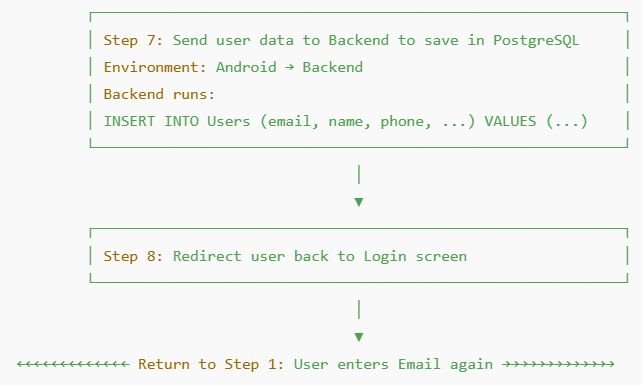 Step 7: Send user data to Backend to save in PostgreSQL
Environment: Android → Backend
Backend runs:
INSERT INTO Users (email, name, phone, ...) VALUES (...)
Step 8: Redirect user back to Login screen
Return to Step 1: User enters Email again